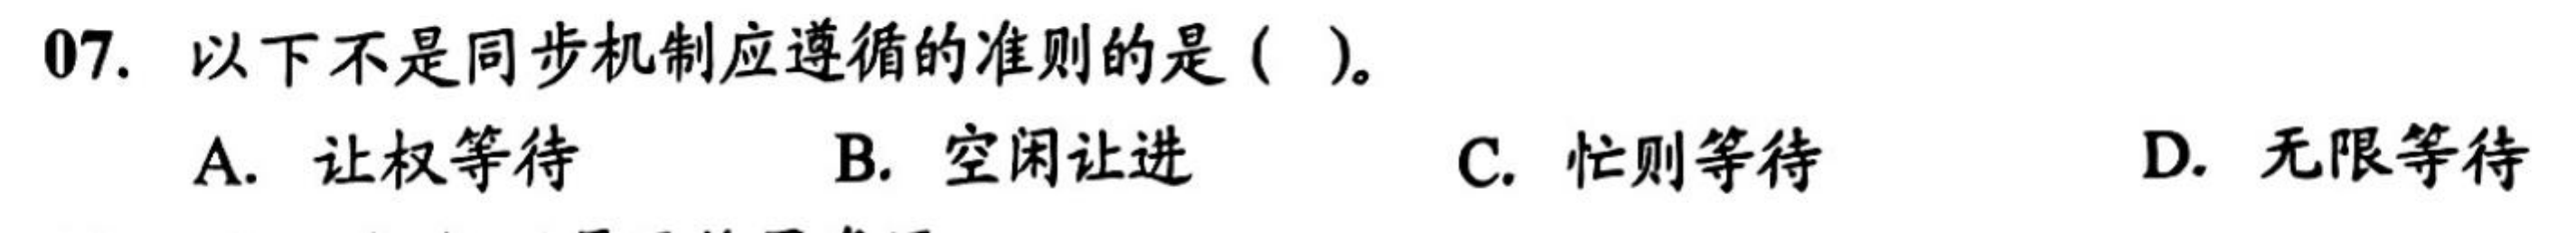 07. 以下不是同步机制应遵循的准则的是（ ）。
A. 让权等待 B. 空闲让进 C. 忙则等待 D. 无限等待